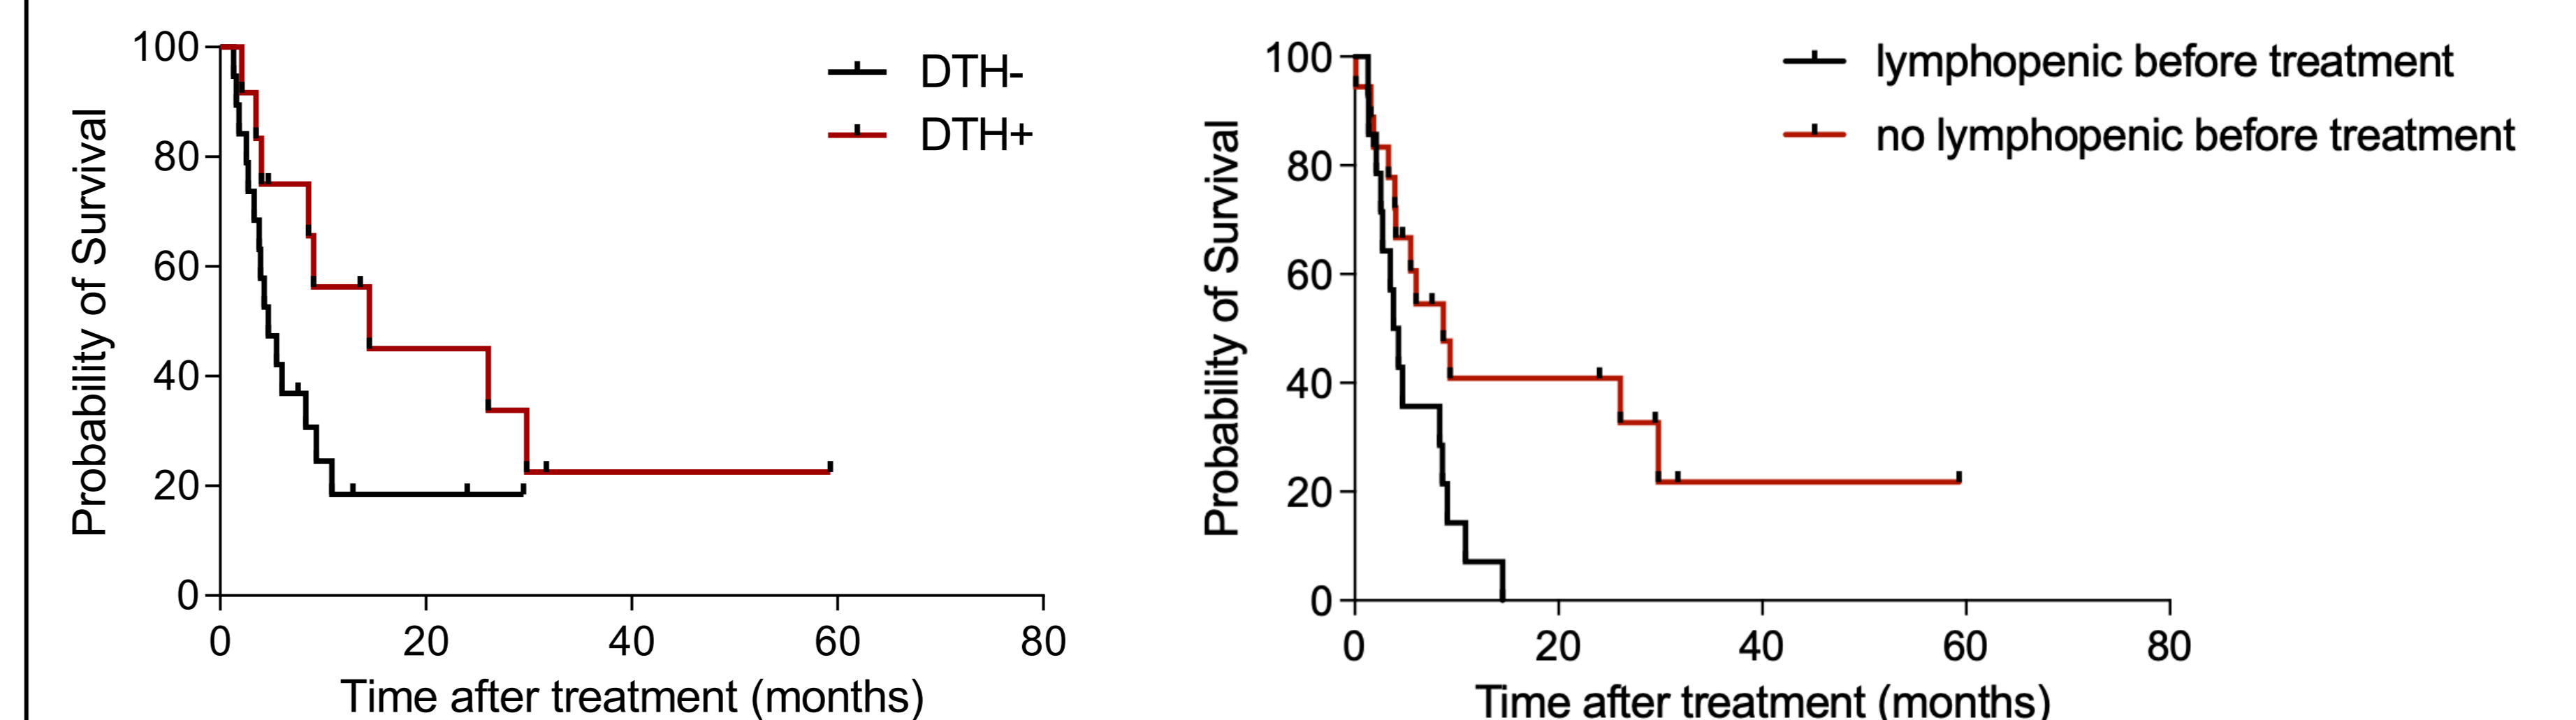 100
80
60
40
20
0
0 20 40 60 80
Probability of Survival
Time after treatment (months)
DTH-
DTH+
100
80
60
40
20
0
0 20 40 60 80
Probability of Survival
Time after treatment (months)
lymphopenic before treatment
no lymphopenic before treatment